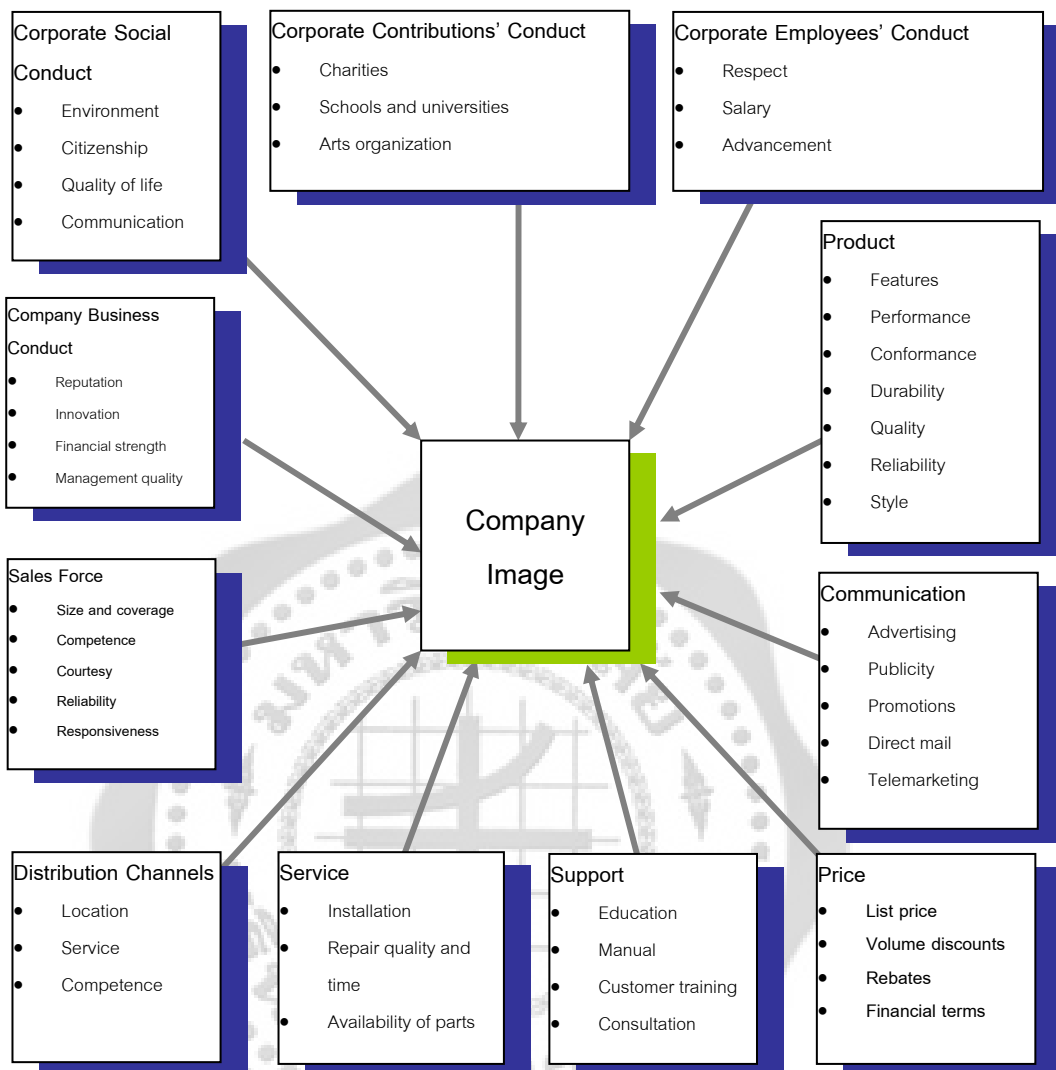 Corporate Social
Conduct
● Environment
● Citizenship
● Quality of life
● Communication
Corporate Contributions' Conduct
● Charities
● Schools and universities
● Arts organization
Corporate Employees' Conduct
● Respect
● Salary
● Advancement
Product
● Features
● Performance
● Conformance
● Durability
● Quality
● Reliability
● Style
Company Business
Conduct
● Reputation
● Innovation
● Financial strength
● Management quality
Company
Image
Sales Force
● Size and coverage
● Competence
● Courtesy
● Reliability
● Responsiveness
Communication
● Advertising
● Publicity
● Promotions
● Direct mail
● Telemarketing
Distribution Channels
● Location
● Service
● Competence
Service
● Installation
● Repair quality and
time
● Availability of parts
Support
● Education
● Manual
● Customer training
● Consultation
Price
● List price
● Volume discounts
● Rebates
● Financial terms